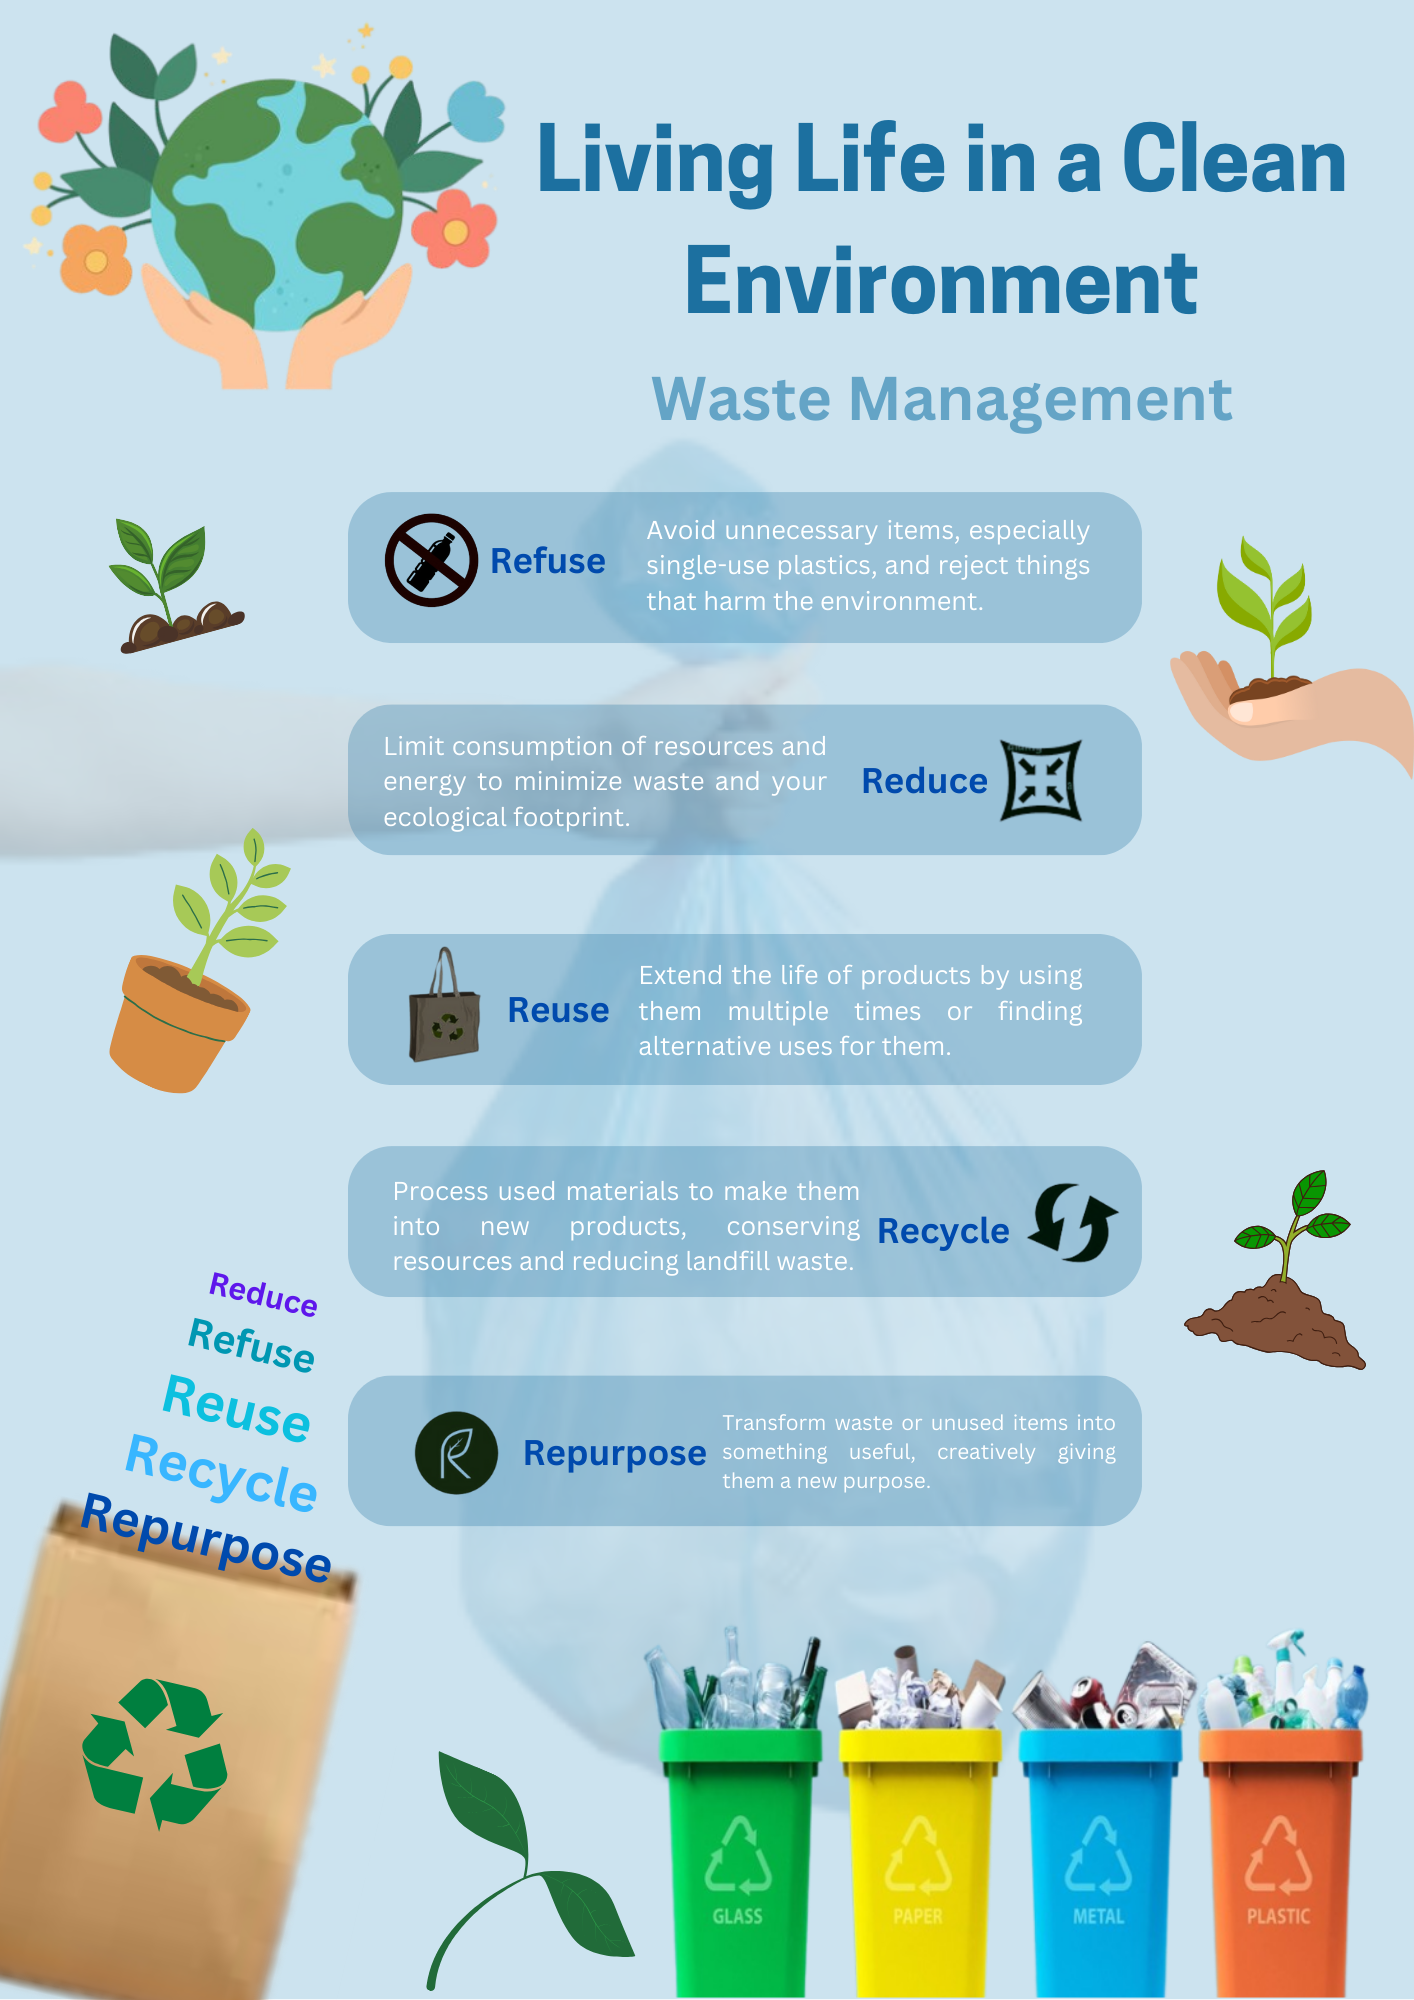 Living Life in a Clean
Environment
Waste Management
Refuse
Avoid unnecessary items, especially
single-use plastics, and reject things
that harm the environment.
Limit consumption of resources and
energy to minimize waste and your
ecological footprint.
Reduce
Reuse
Extend the life of products by using
them multiple times or finding
alternative uses for them.
Process used materials to make them
into new products, conserving
resources and reducing landfill waste.
Recycle
Repurpose
Transform waste or unused items into
something useful, creatively giving
them a new purpose.
Reduce
Refuse
Reuse
Recycle
Repurpose
GLASS
PAPER
METAL
PLASTIC